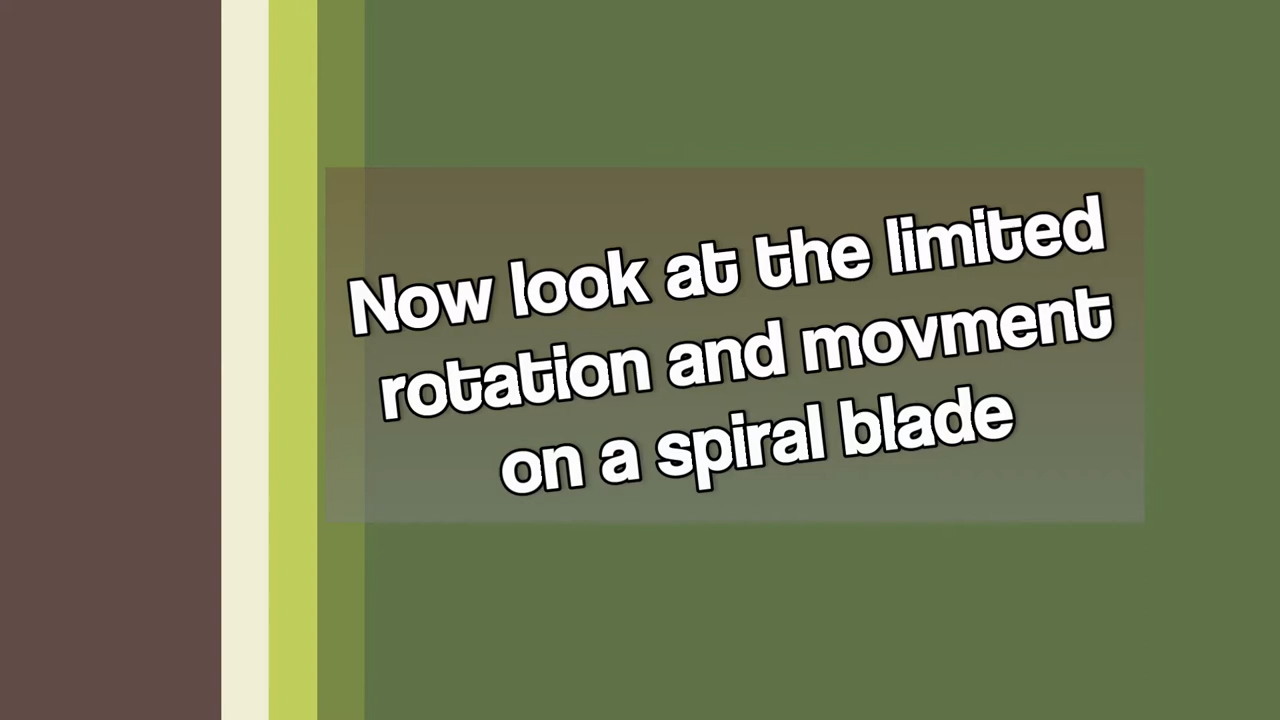 Now look at the limited
rotation and movment
on a spiral blade